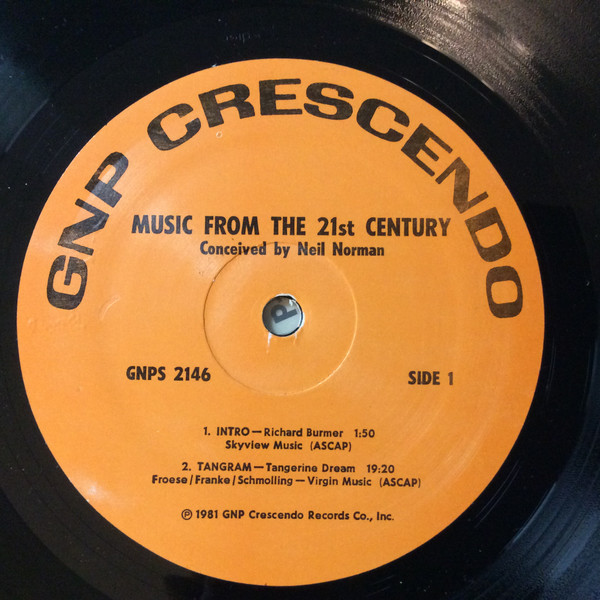 GNP CRESCENDO
MUSIC FROM THE 21st CENTURY
Conceived by Neil Norman
P
GNPS 2146
SIDE 1
1. INTRO—Richard Burmer 1:50
Skyview Music (ASCAP)
2. TANGRAM—Tangerine Dream 19:20
Froese/Franke/Schmolling—Virgin Music (ASCAP)
℗ 1981 GNP Crescendo Records Co., Inc.